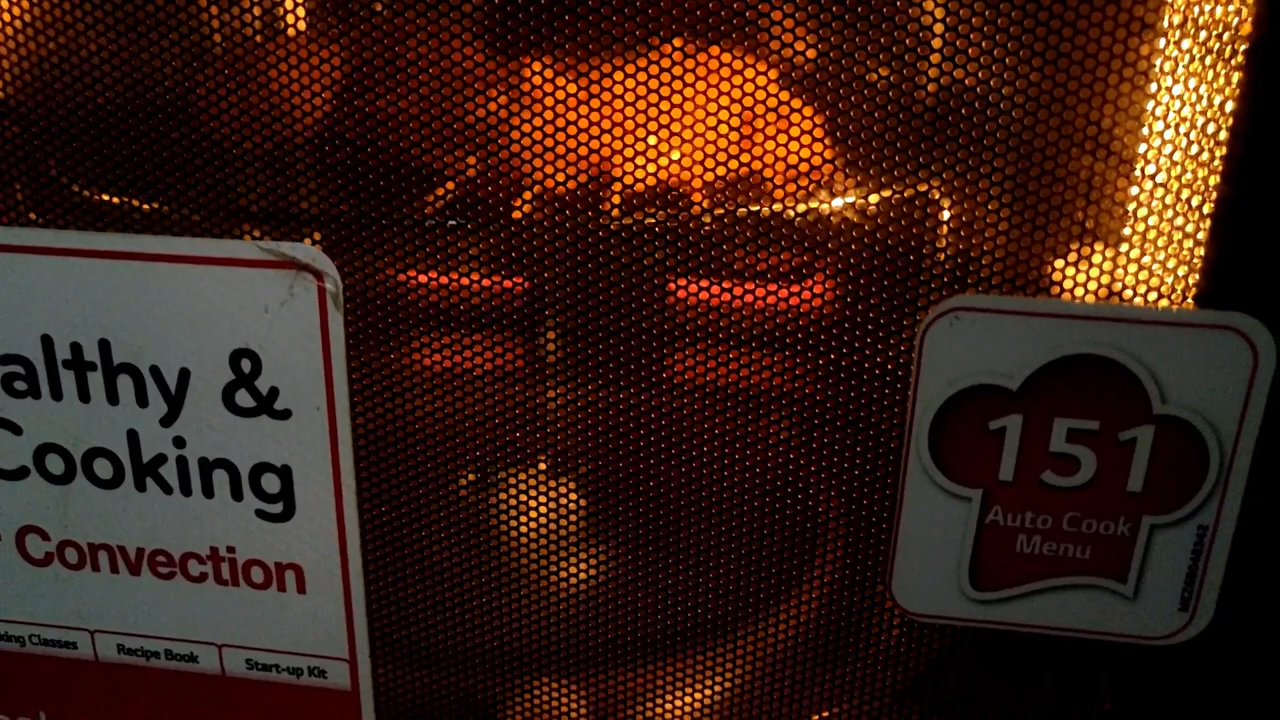 althy &
Cooking
Convection
king Classes
Recipe Book
Start-up Kit
151
Auto Cook
Menu